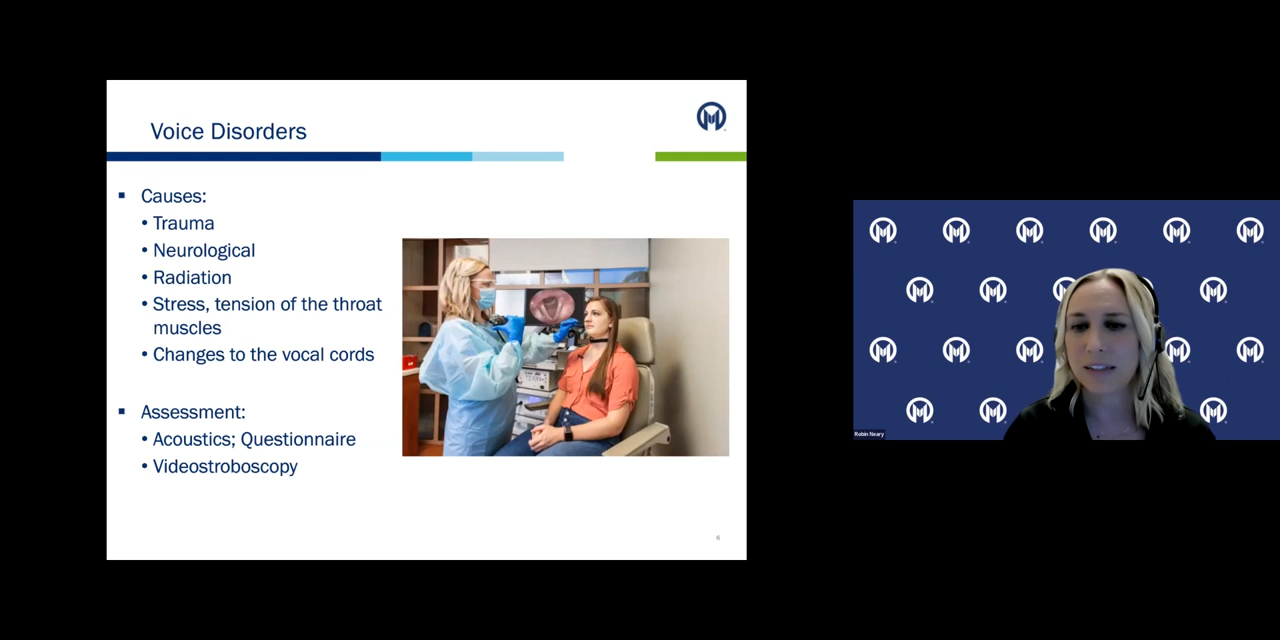 Voice Disorders
Causes:
• Trauma
• Neurological
• Radiation
• Stress, tension of the throat
muscles
• Changes to the vocal cords
Assessment:
• Acoustics; Questionnaire
• Videostroboscopy
6
Robin Neary